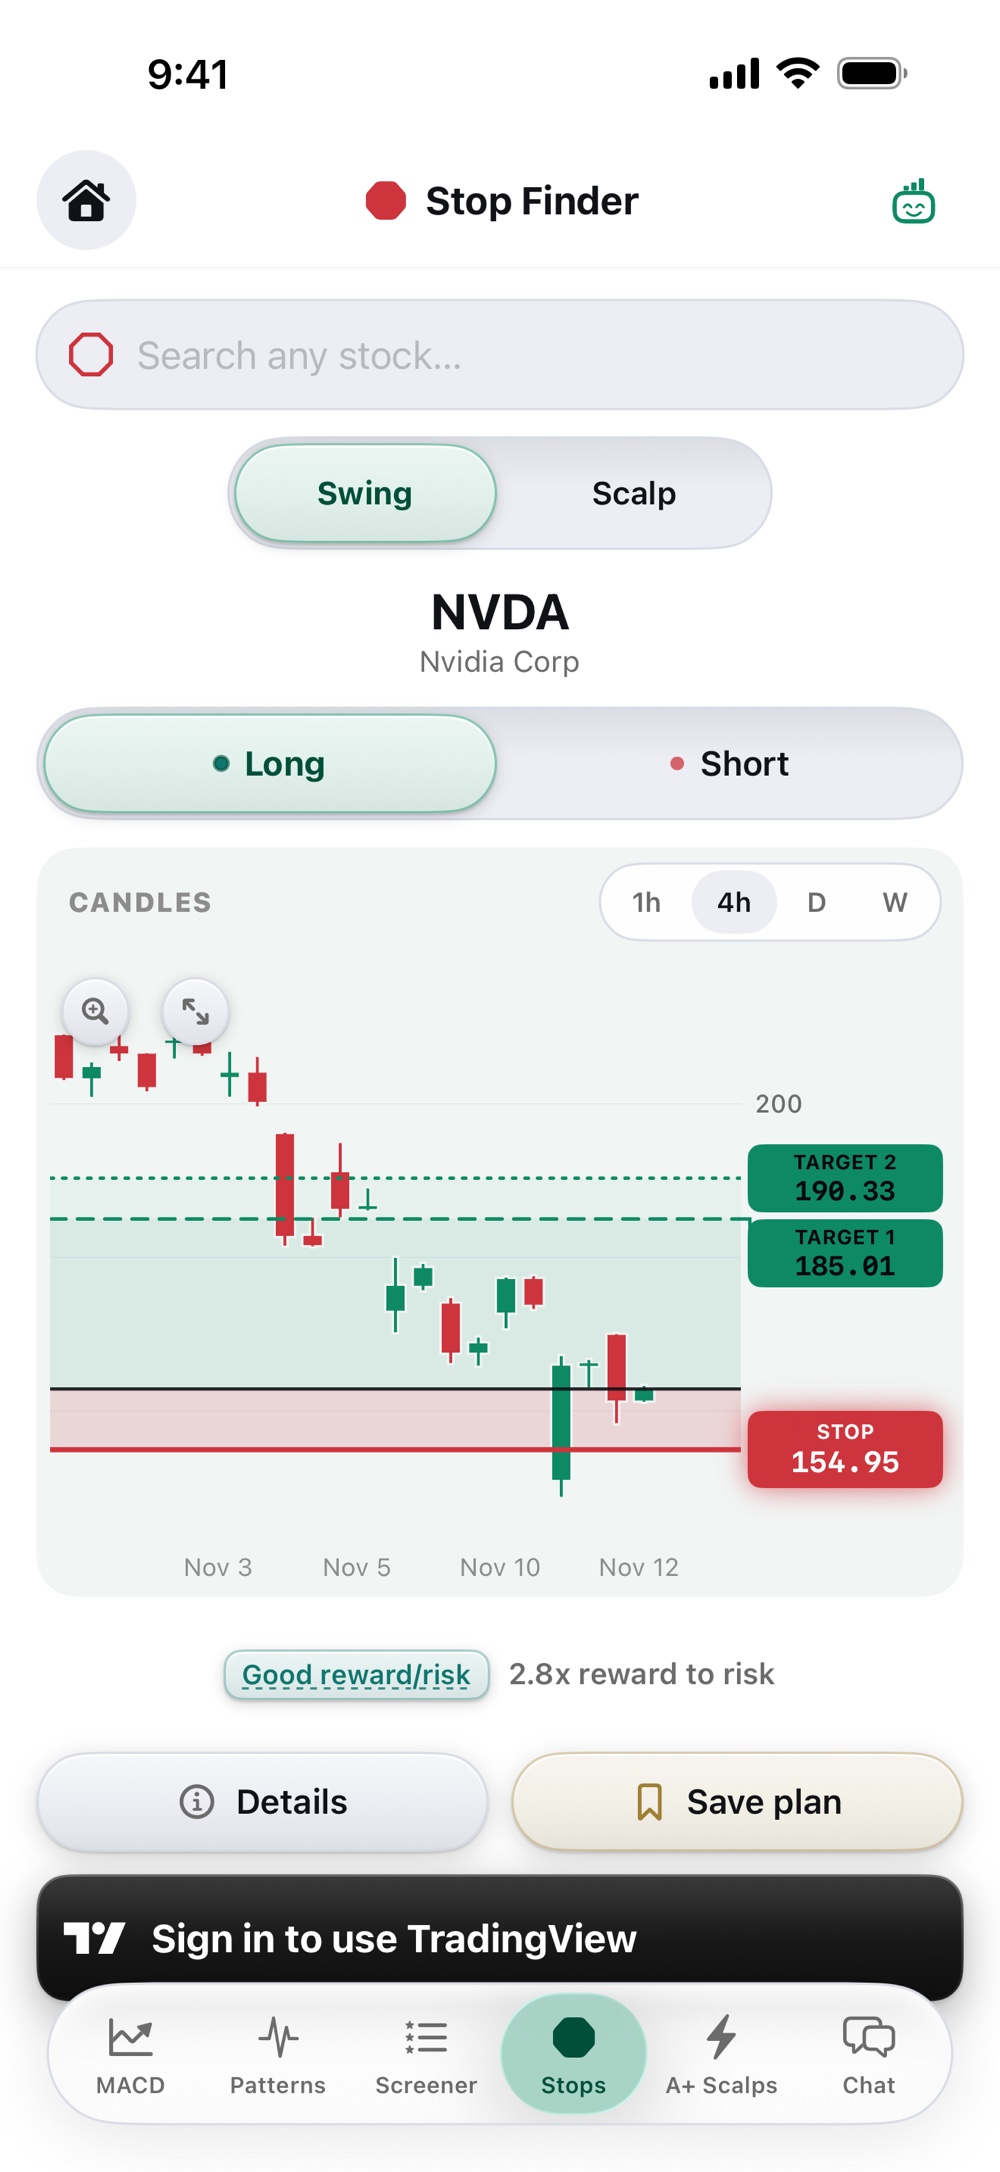 9:41
Stop Finder
Search any stock...
Swing
Scalp
NVDA
Nvidia Corp
Long
Short
CANDLES
1h
4h
D
W
200
TARGET 2
190.33
TARGET 1
185.01
STOP
154.95
Nov 3
Nov 5
Nov 10
Nov 12
Good reward/risk
2.8x reward to risk
Details
Save plan
Sign in to use TradingView
MACD
Patterns
Screener
Stops
A+ Scalps
Chat